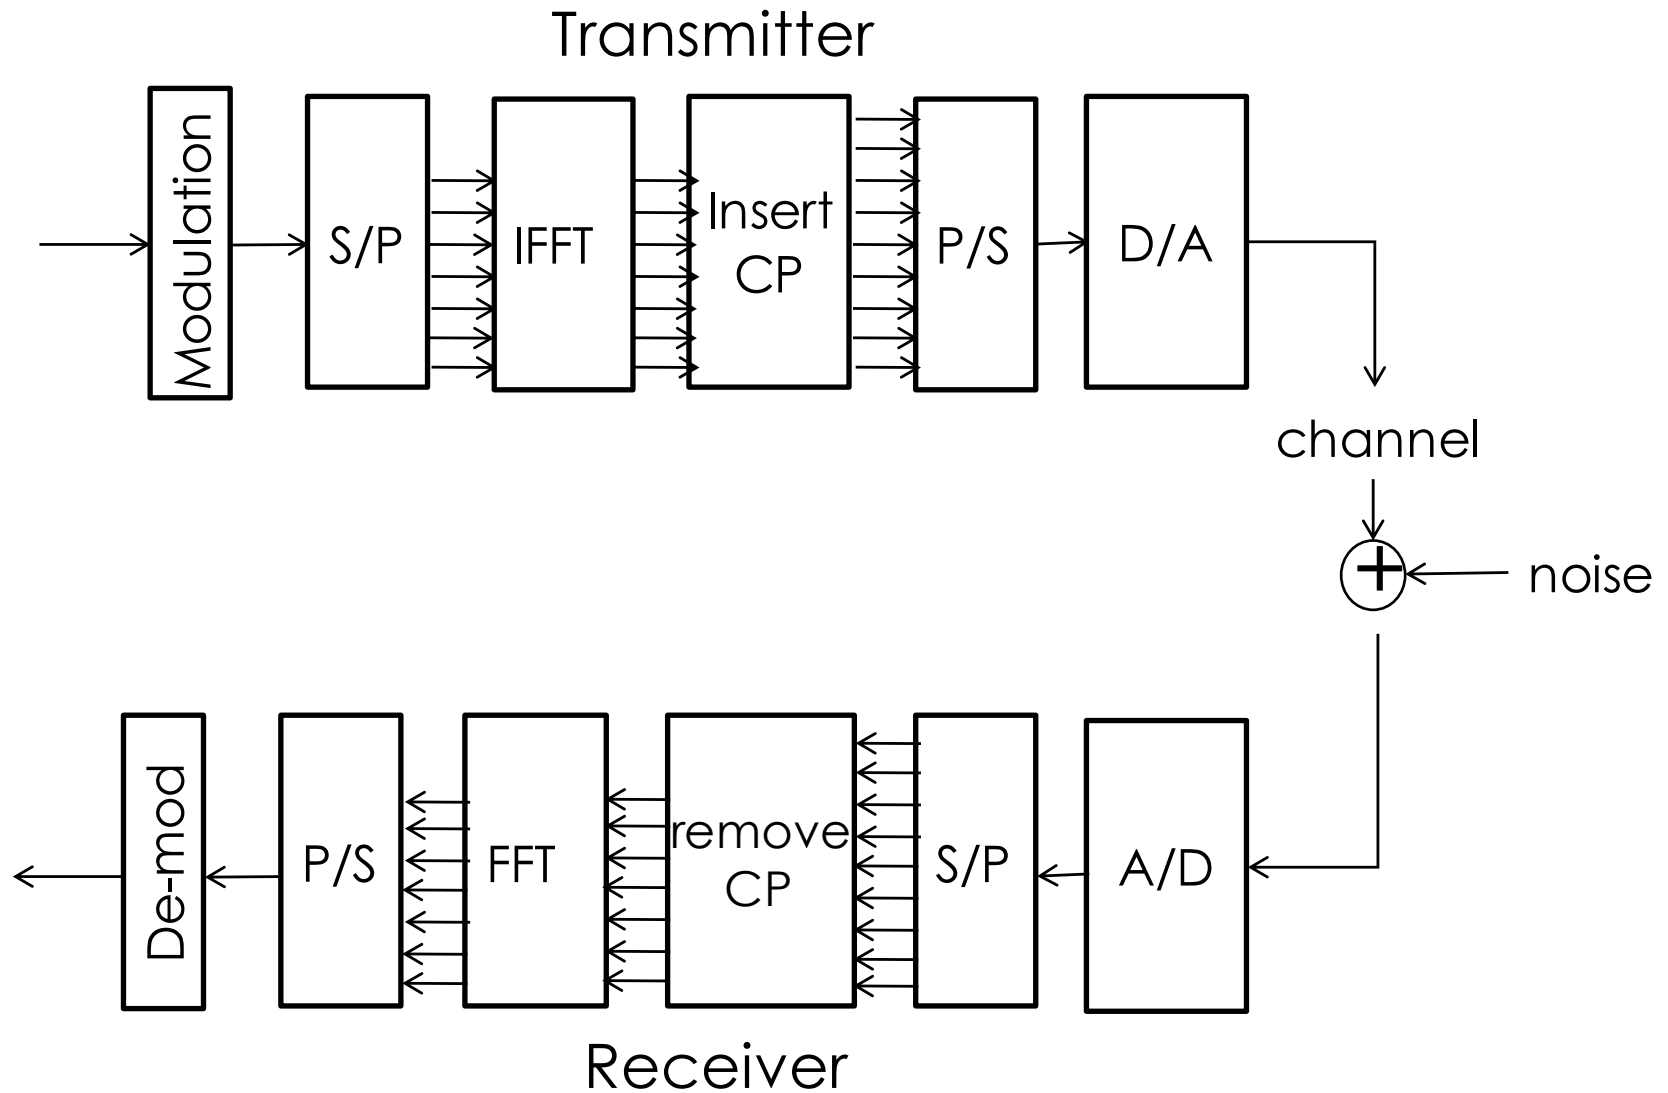 Transmitter
Modulation
S/P
IFFT
Insert
CP
P/S
D/A
channel
+
noise
De-mod
P/S
FFT
remove
CP
S/P
A/D
Receiver